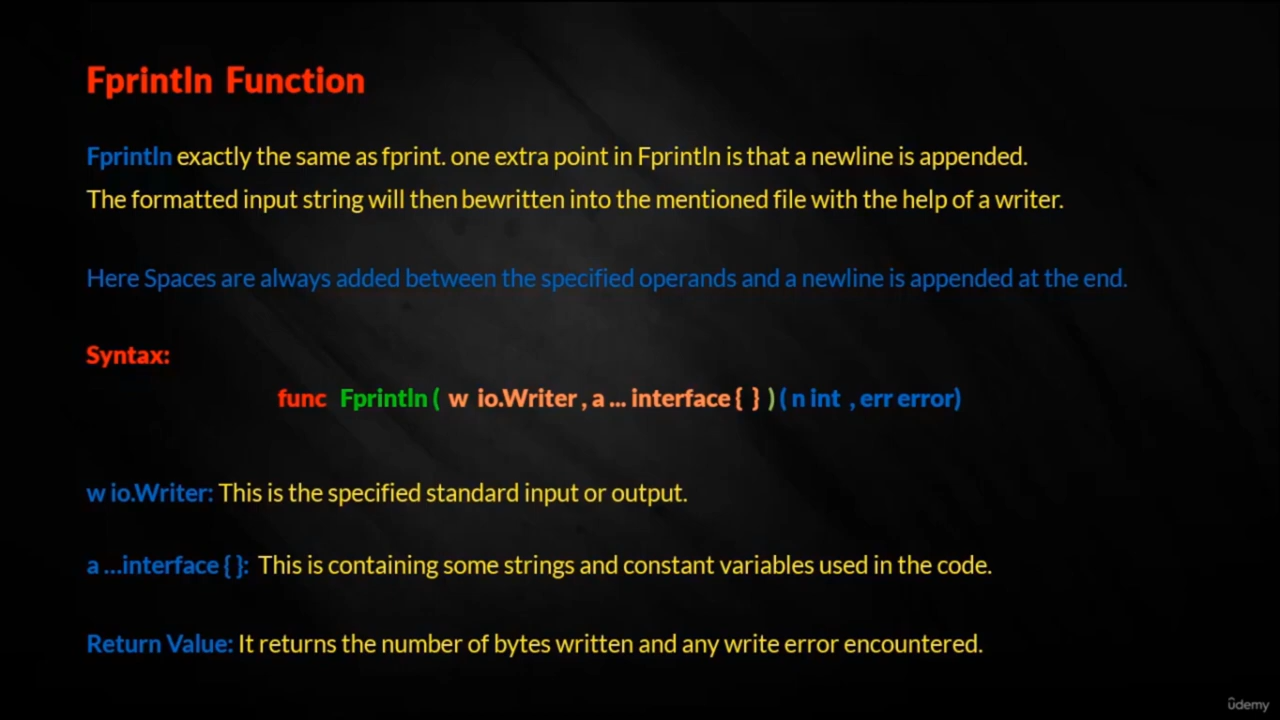 Fprintln Function
Fprintln exactly the same as fprint. one extra point in Fprintln is that a newline is appended.
The formatted input string will then bewritten into the mentioned file with the help of a writer.
Here Spaces are always added between the specified operands and a newline is appended at the end.
Syntax:
func Fprintln ( w io.Writer , a ... interface { } ) ( n int , err error)
w io.Writer: This is the specified standard input or output.
a ...interface { }: This is containing some strings and constant variables used in the code.
Return Value: It returns the number of bytes written and any write error encountered.
ûdemy